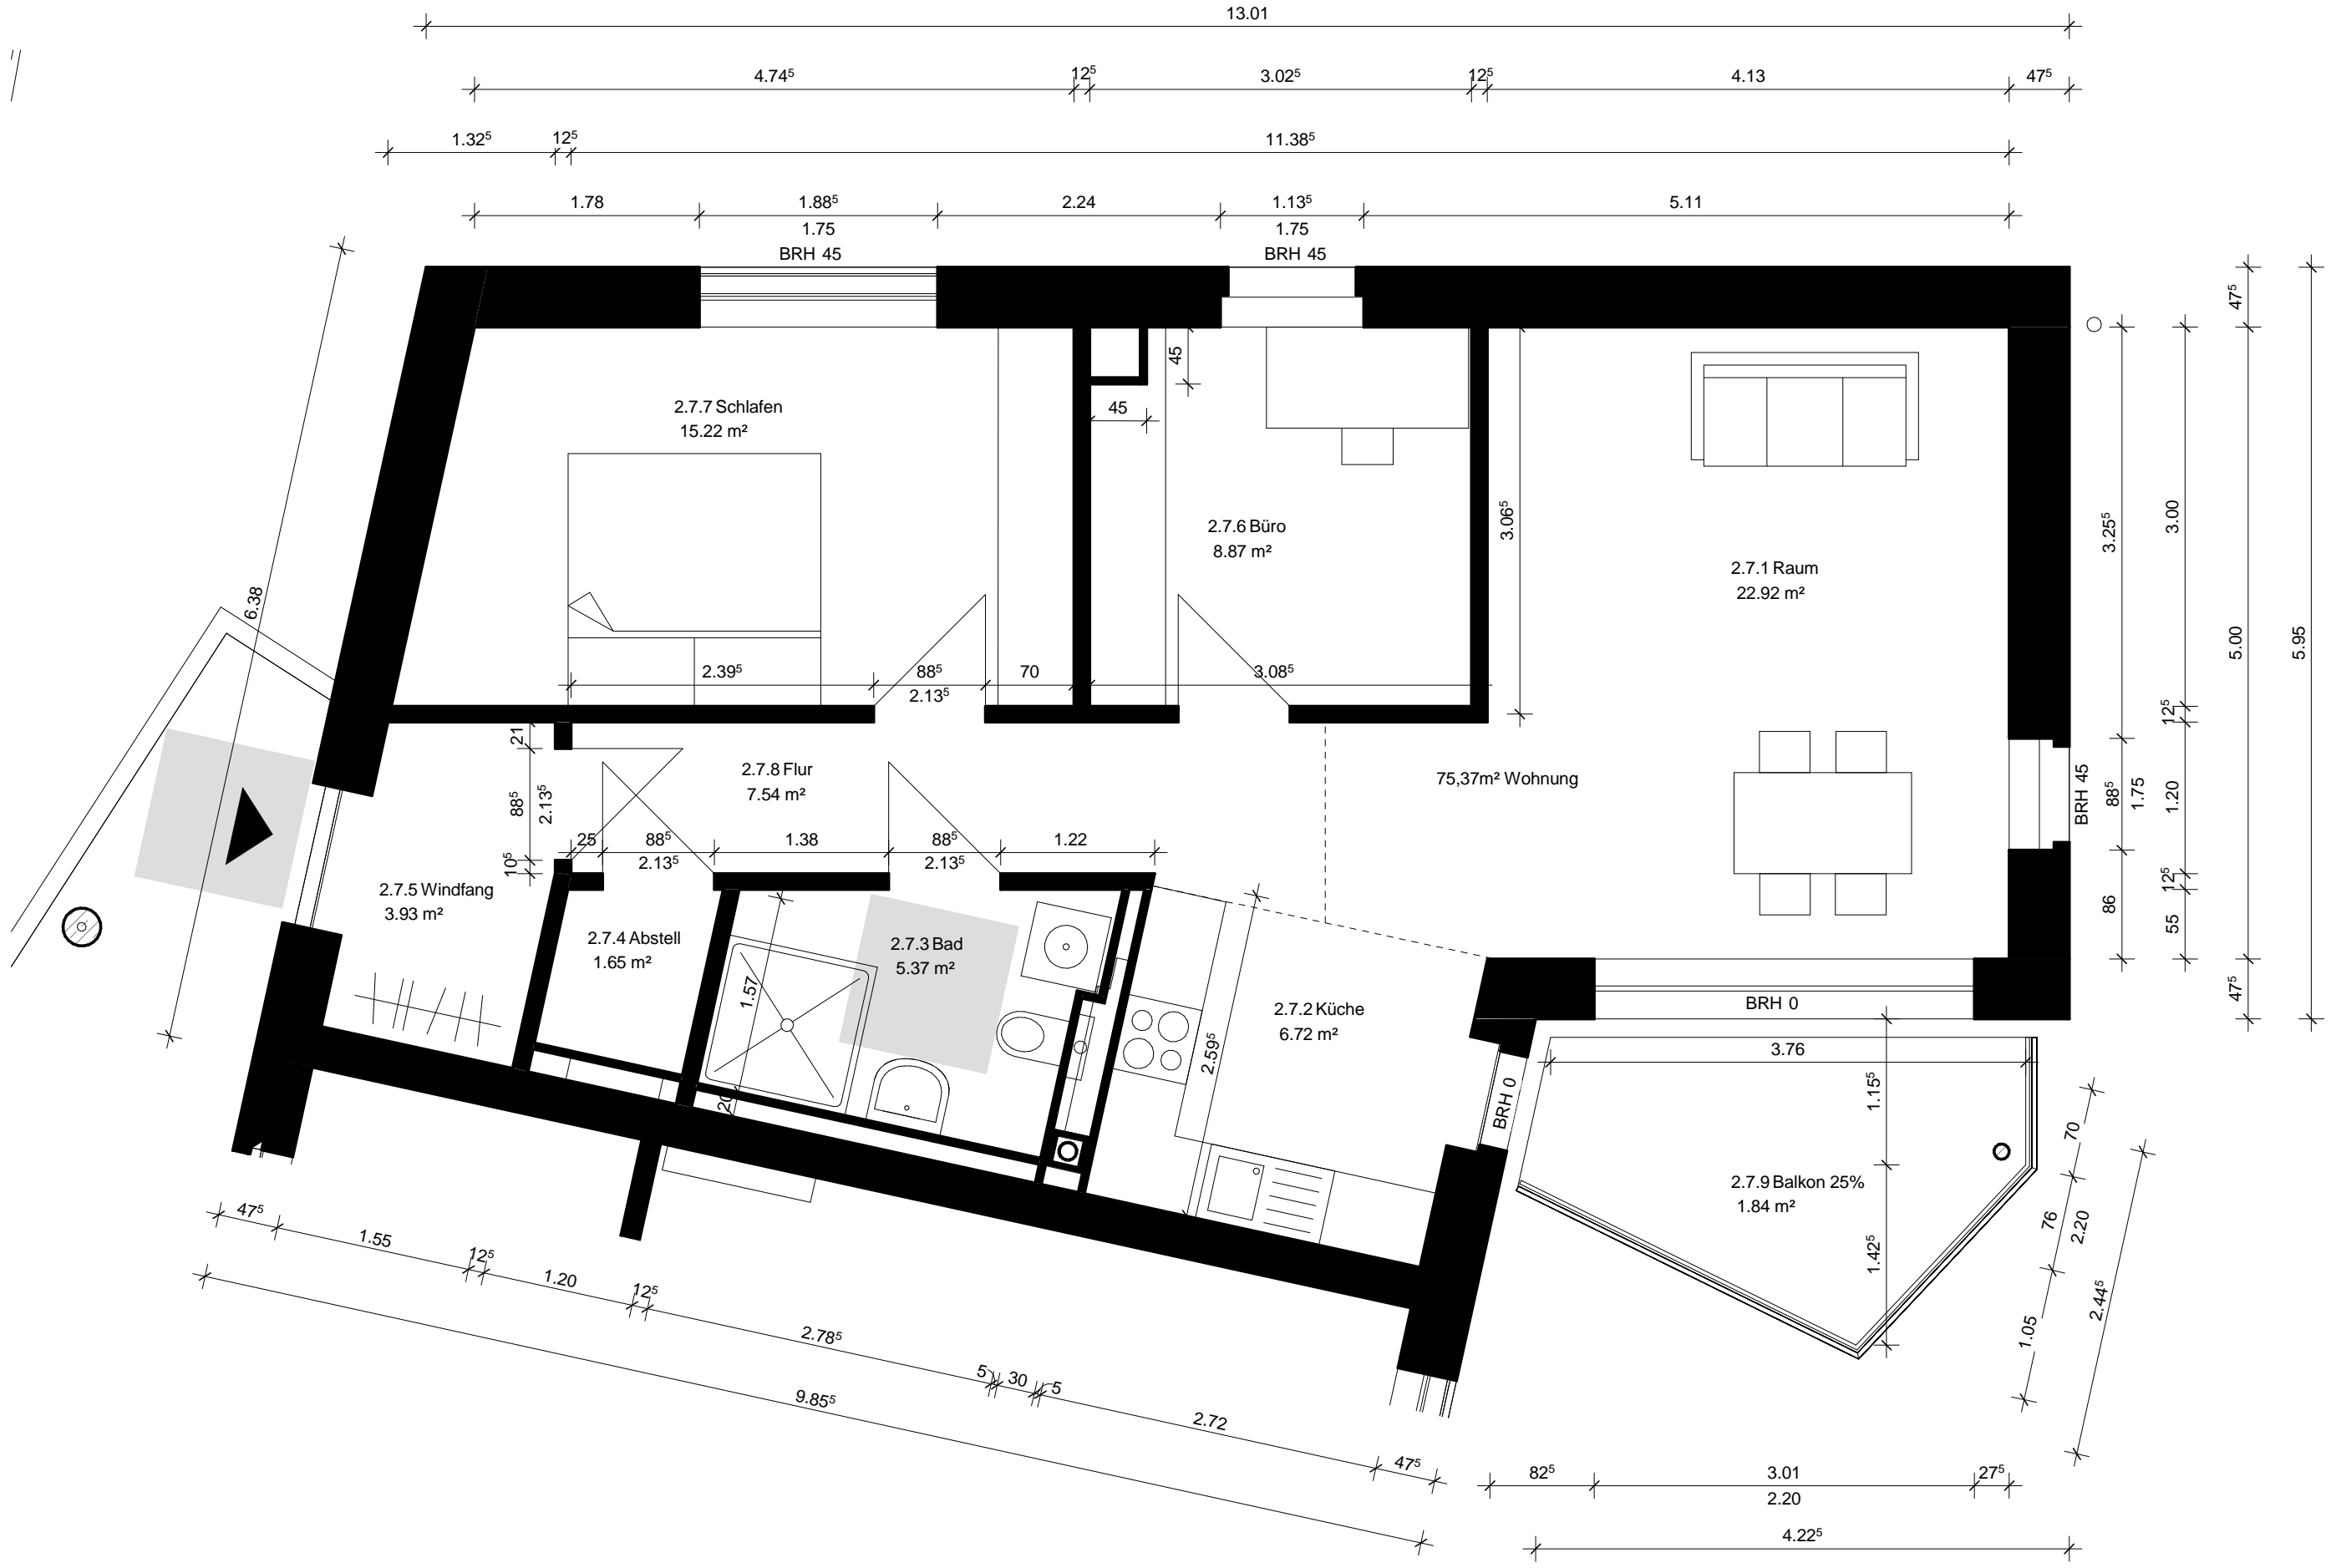 13.01
4.74⁵ 12⁵ 3.02⁵ 12⁵ 4.13 47⁵
1.32⁵ 12⁵ 11.38⁵
1.78 1.88⁵ 2.24 1.13⁵ 5.11
1.75 1.75
BRH 45 BRH 45
47⁵
6.38
2.7.7 Schlafen
15.22 m²
45
45
2.7.6 Büro
8.87 m²
3.06⁵
2.7.1 Raum
22.92 m²
3.25⁵
3.00
5.00
5.95
2.39⁵ 88⁵ 70 3.08⁵
2.13⁵
12⁵
21
88⁵
2.13⁵
10⁵
2.7.8 Flur
7.54 m²
75,37m² Wohnung
BRH 45
88⁵
1.75
1.20
25 88⁵ 1.38 88⁵ 1.22
2.13⁵ 2.13⁵
12⁵
86
55
2.7.5 Windfang
3.93 m²
2.7.4 Abstell
1.65 m²
2.7.3 Bad
5.37 m²
1.57
20
2.7.2 Küche
6.72 m²
2.59⁵
BRH 0
BRH 0
47⁵
3.76
1.15⁵
1.42⁵
2.7.9 Balkon 25%
1.84 m²
70
76
2.20
1.05
2.44⁵
47⁵ 1.55 12⁵ 1.20 12⁵ 2.78⁵ 5 30 5 2.72 47⁵
9.85⁵
82⁵ 3.01 27⁵
2.20
4.22⁵